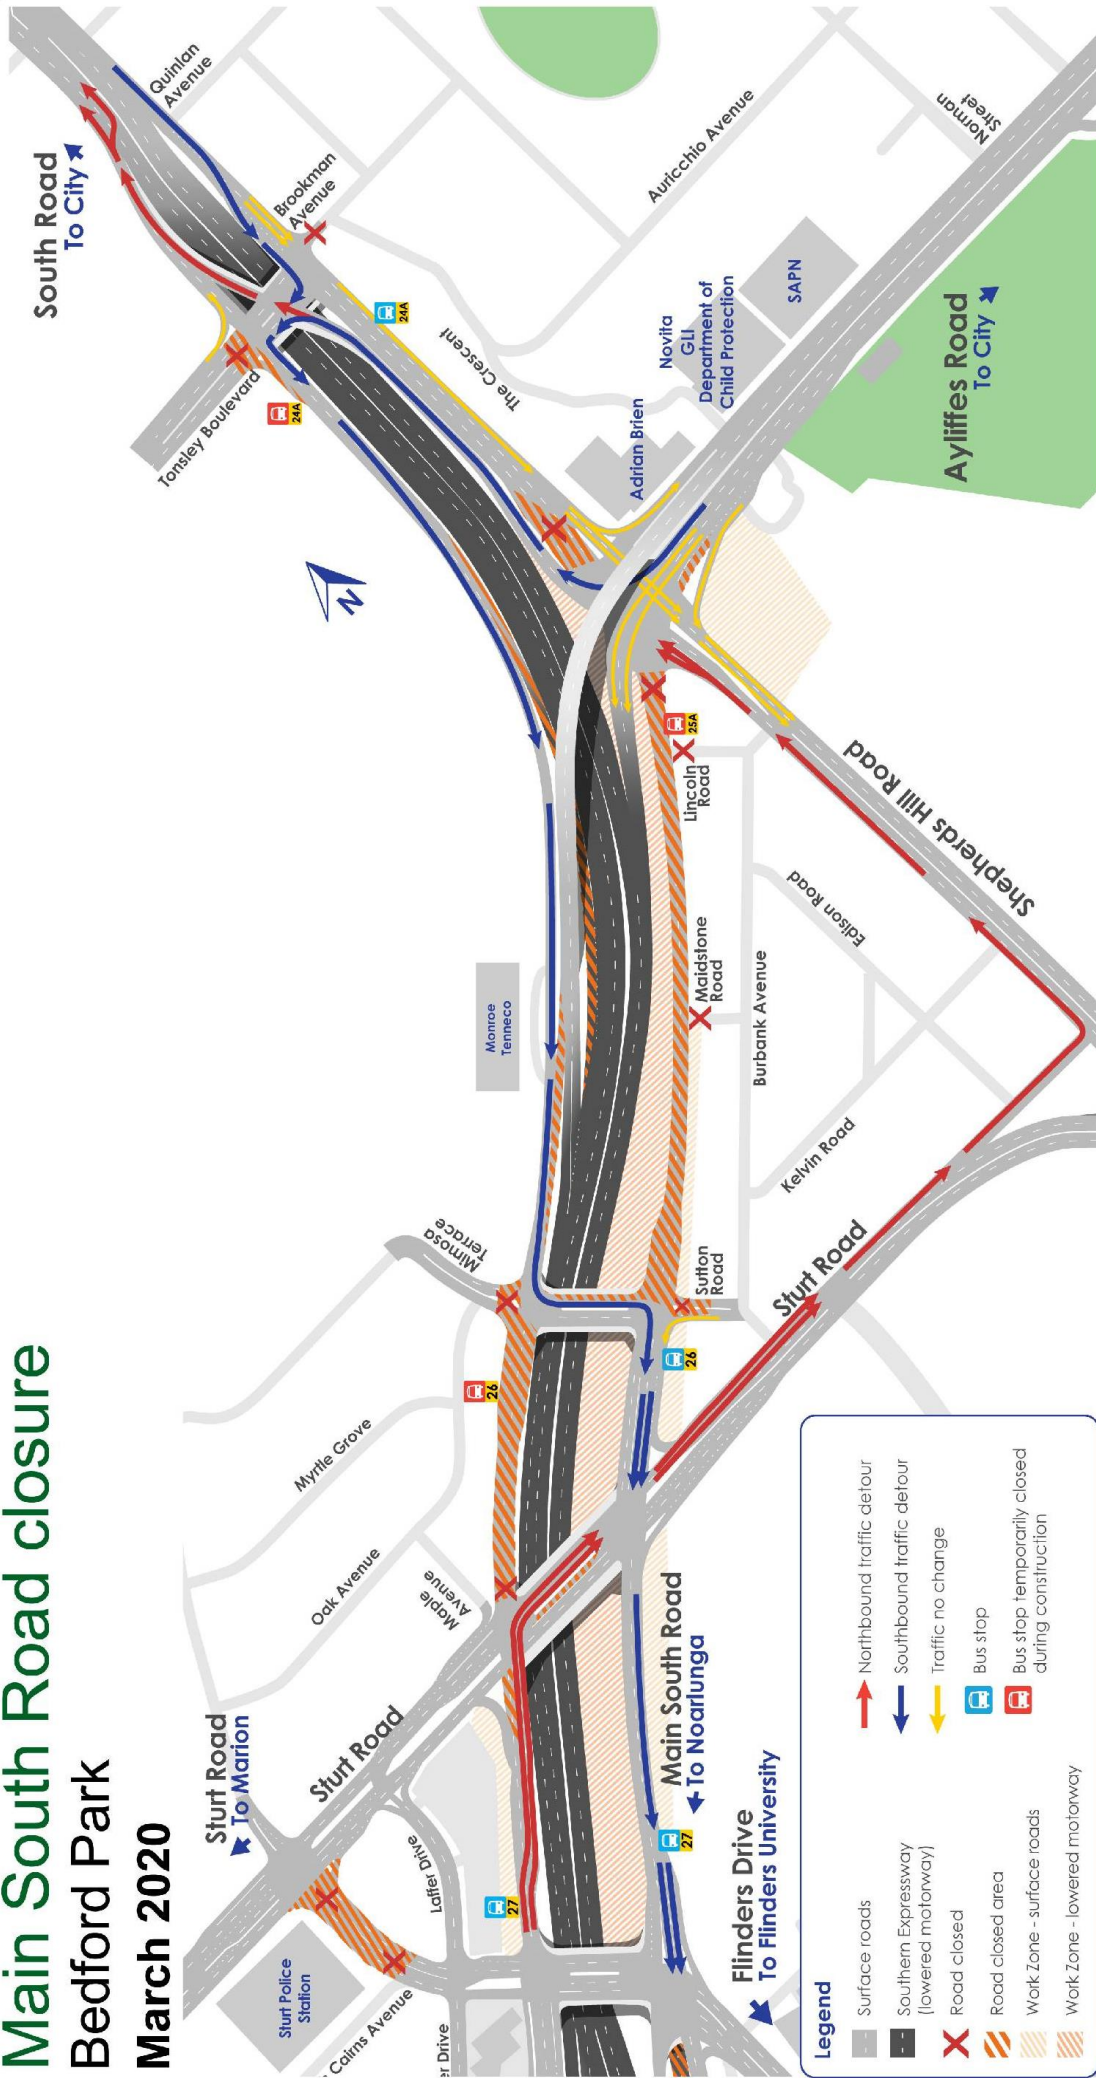 Main South Road closure
Bedford Park
March 2020
South Road
To City
Quinlan
Avenue
Brookman
Avenue
Tonsley Boulevard
24A
24A
The Crescent
Auricchio Avenue
Norman
Street
Novita
GLI
Department of
Child Protection
SAPN
Adrian Brien
Ayliffes Road
To City
N
25A
Lincoln
Road
Maidstone
Road
Burbank Avenue
Edison Road
Kelvin Road
Shepherds Hill Road
Monroe
Tenneco
Mimosa
Terrace
Sutton
Road
Sturt Road
26
26
Myrtle Grove
Oak Avenue
Maple
Avenue
Sturt Road
Sturt Road
To Marion
Laffer Drive
27
27
Main South Road
To Noarlunga
Flinders Drive
To Flinders University
Sturt Police
Station
Cairns Avenue
er Drive
Legend
Surface roads
Southern Expressway
(lowered motorway)
Road closed
Road closed area
Work Zone - surface roads
Work Zone - lowered motorway
Northbound traffic detour
Southbound traffic detour
Traffic no change
Bus stop
Bus stop temporarily closed
during construction